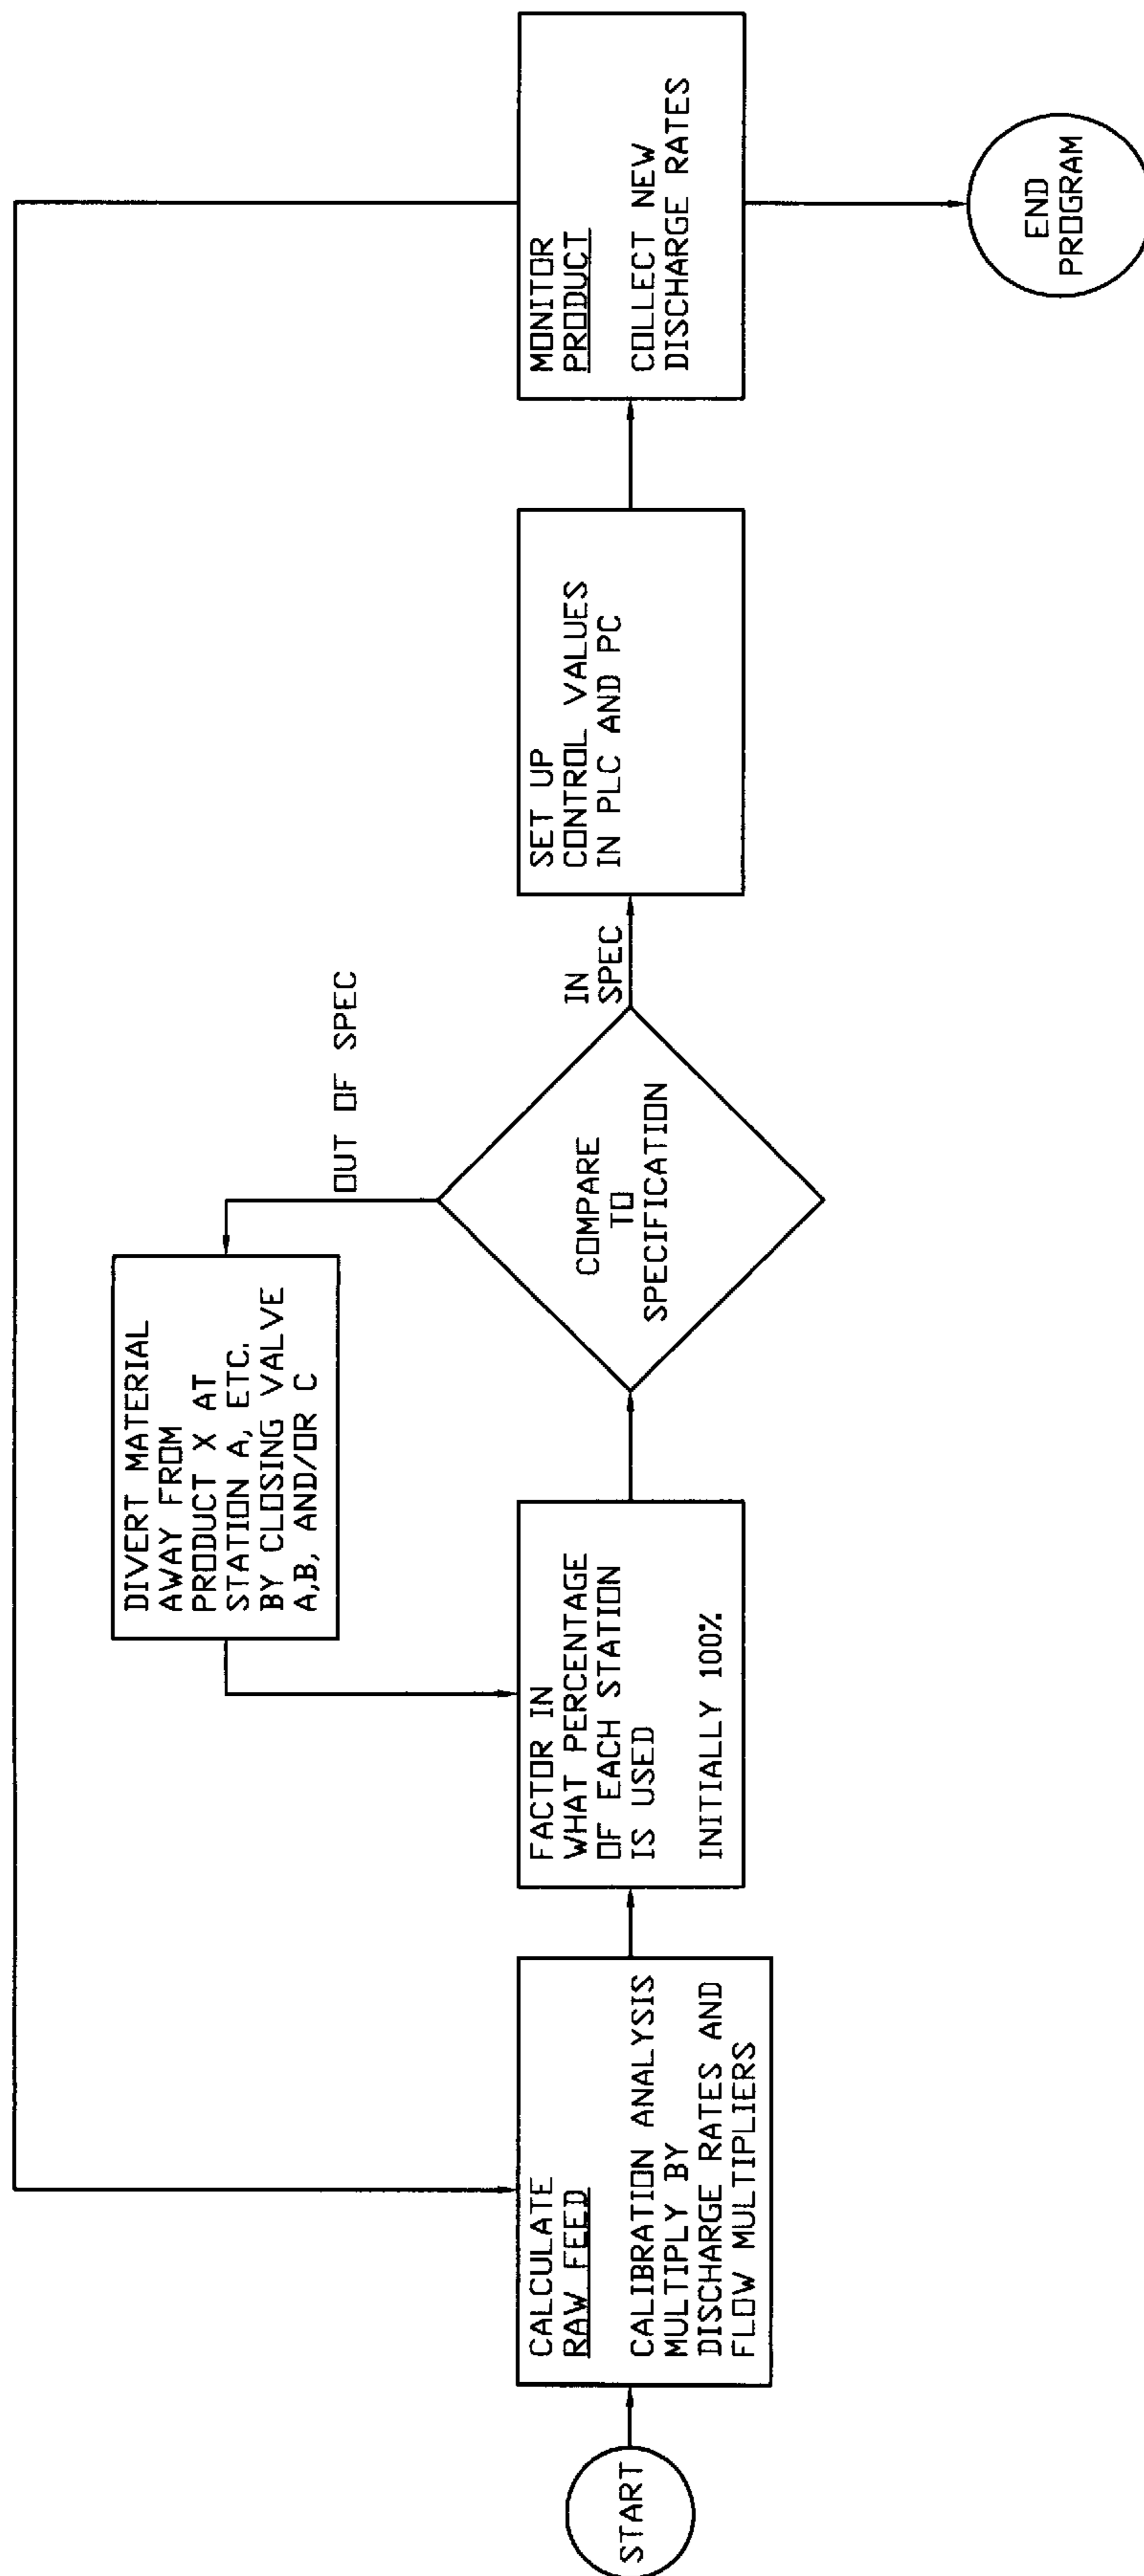 START
CALCULATE
RAW FEED
CALIBRATION ANALYSIS
MULTIPLY BY
DISCHARGE RATES AND
FLOW MULTIPLIERS
FACTOR IN
WHAT PERCENTAGE
OF EACH STATION
IS USED
INITIALLY 100%
DIVERT MATERIAL
AWAY FROM
PRODUCT X AT
STATION A, ETC.
BY CLOSING VALVE
A,B, AND/OR C
COMPARE
TO
SPECIFICATION
OUT OF SPEC
IN
SPEC
SET UP
CONTROL VALUES
IN PLC AND PC
MONITOR
PRODUCT
COLLECT NEW
DISCHARGE RATES
END
PROGRAM